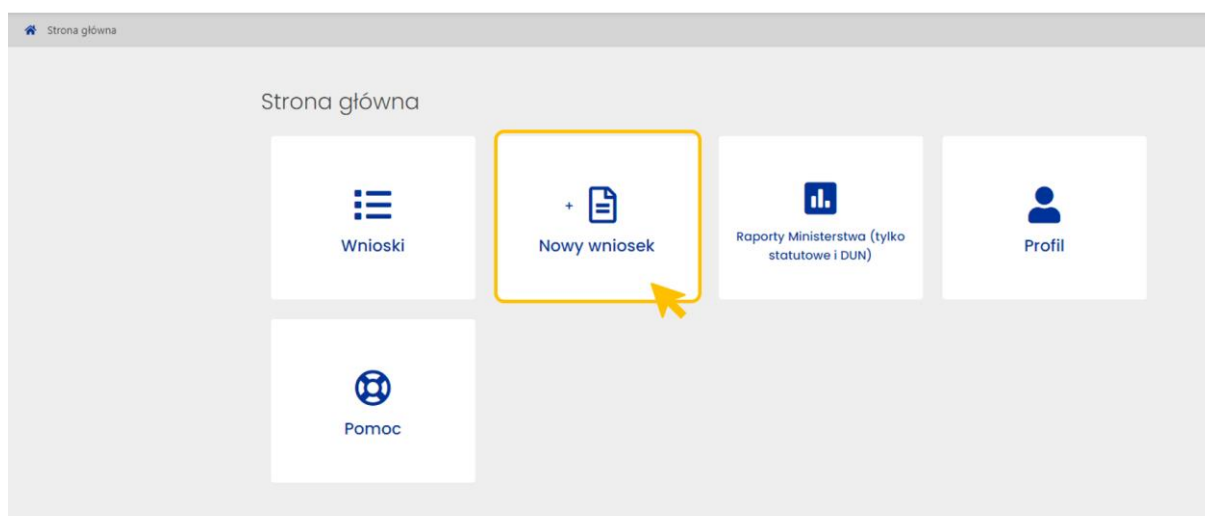 Strona główna
Strona główna
Wnioski
+
Nowy wniosek
Raporty Ministerstwa (tylko
statutowe i DUN)
Profil
Pomoc